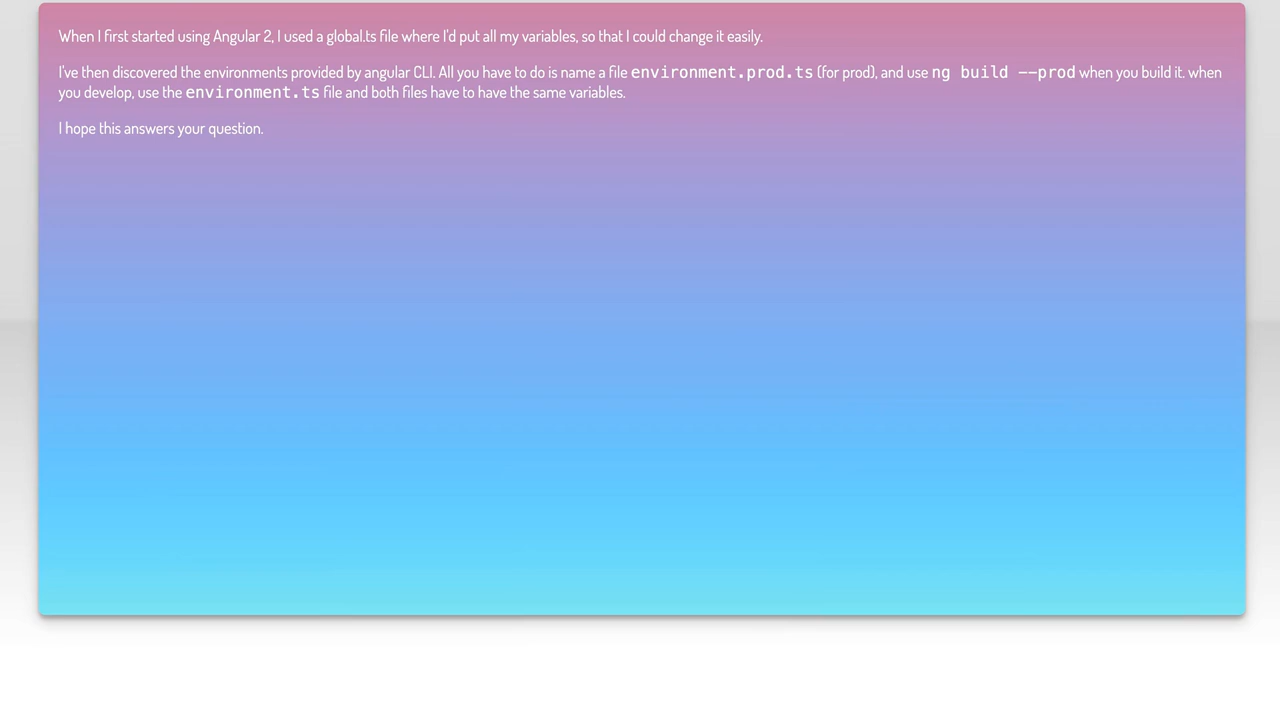 When I first started using Angular 2, I used a global.ts file where I'd put all my variables, so that I could change it easily.
I've then discovered the environments provided by angular CLI. All you have to do is name a file environment.prod.ts (for prod), and use ng build --prod when you build it. when
you develop, use the environment.ts file and both files have to have the same variables.
I hope this answers your question.